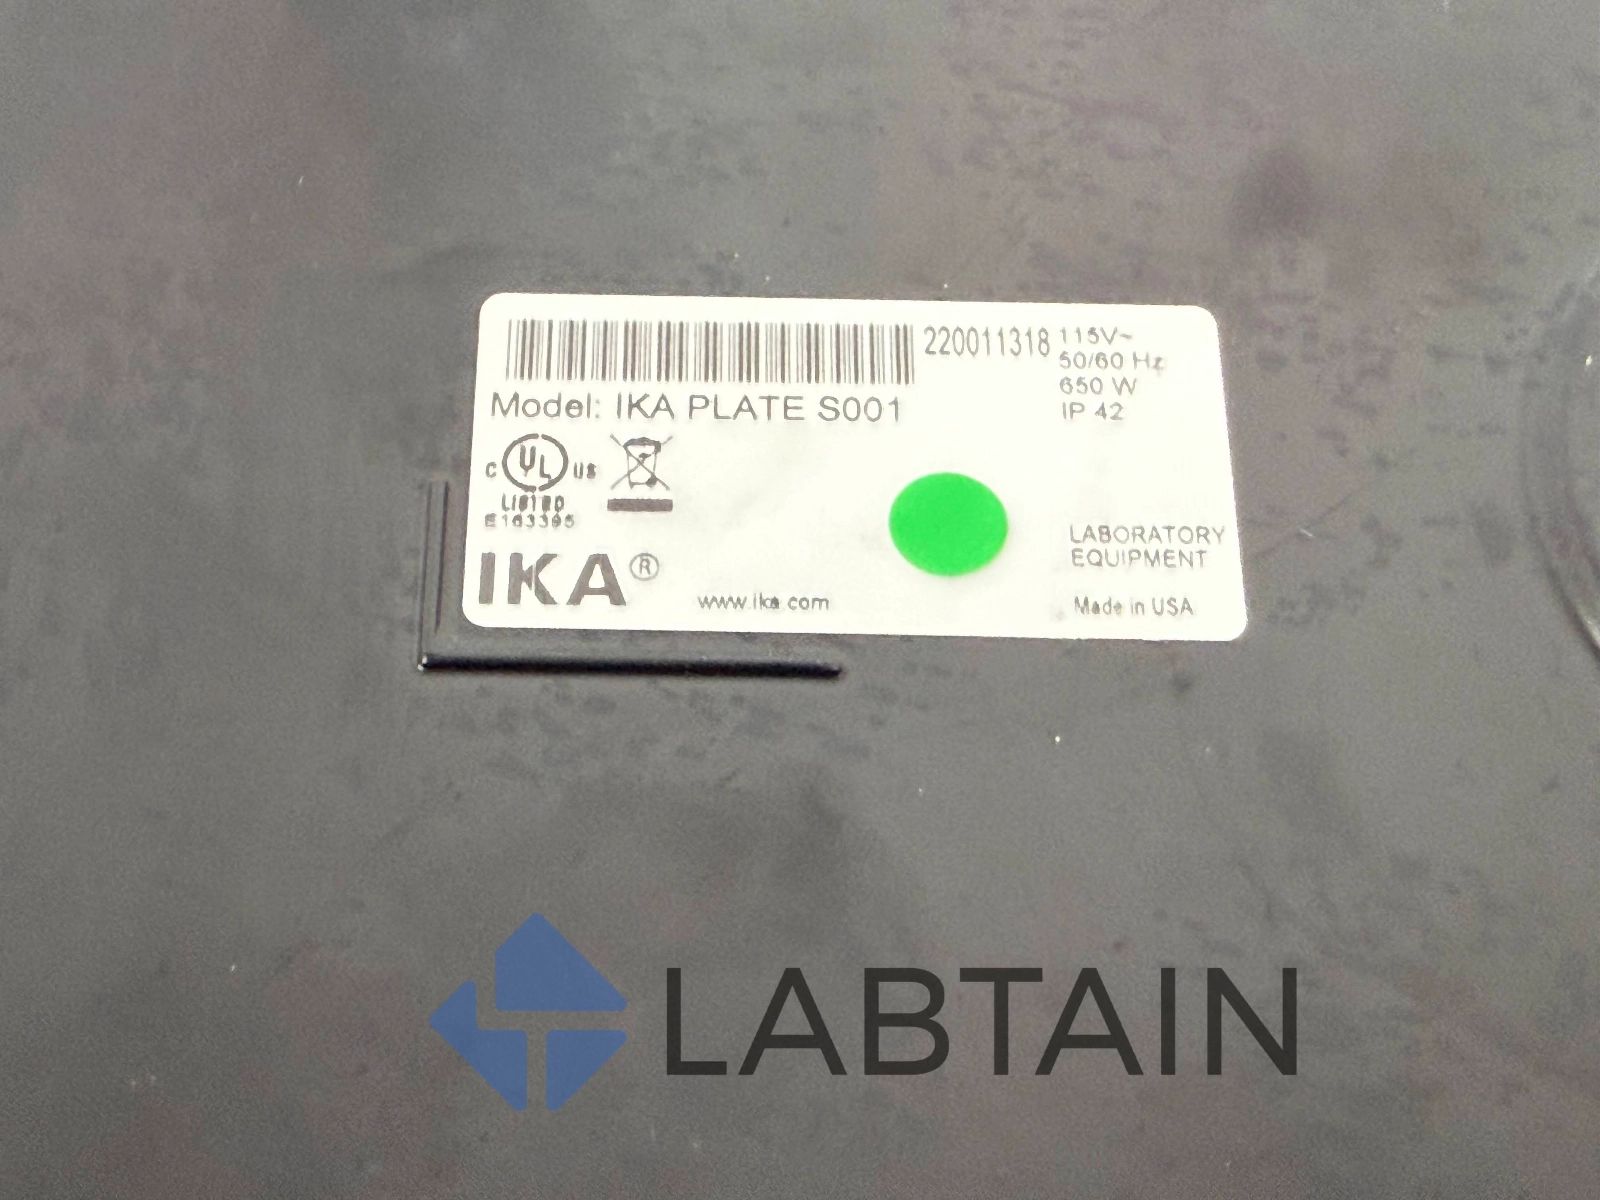 220011318
115V~
50/60 Hz
650 W
IP 42
Model: IKA PLATE S001
C UL US
LISTED
E163395
IKA®
www.ika.com
LABORATORY
EQUIPMENT
Made in USA
LABTAIN